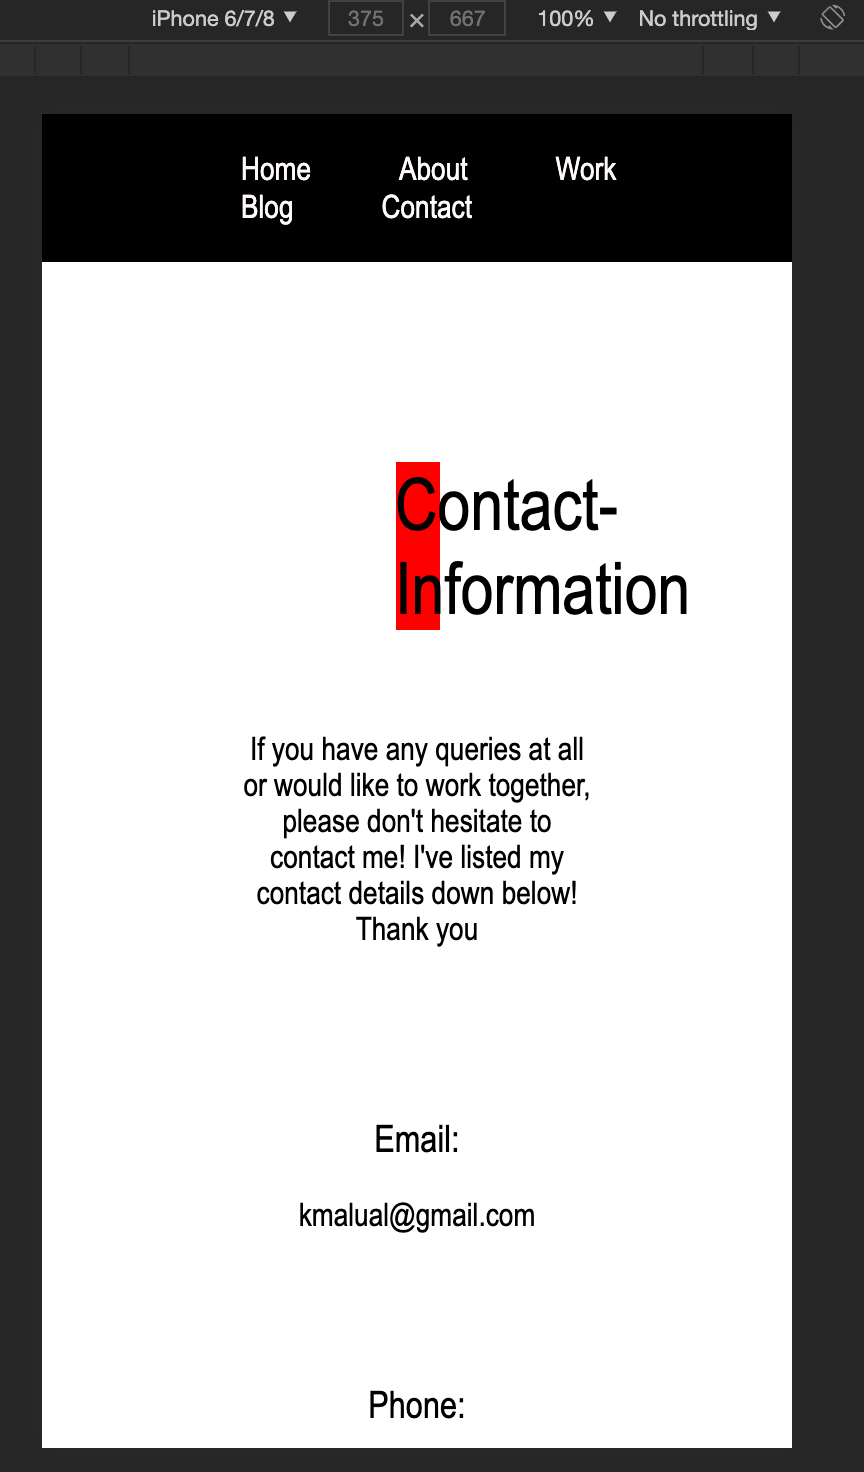 iPhone 6/7/8 ▼ 375 × 667 100% ▼ No throttling ▼
Home About Work
Blog Contact
Contact-
Information
If you have any queries at all
or would like to work together,
please don't hesitate to
contact me! I've listed my
contact details down below!
Thank you
Email:
kmalual@gmail.com
Phone: